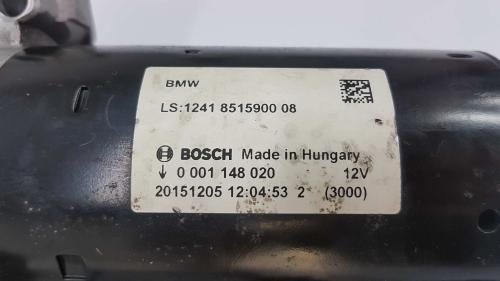 BMW
LS:1241 8515900 08
BOSCH Made in Hungary
↓ 0 001 148 020 12V
20151205 12:04:53 2 (3000)